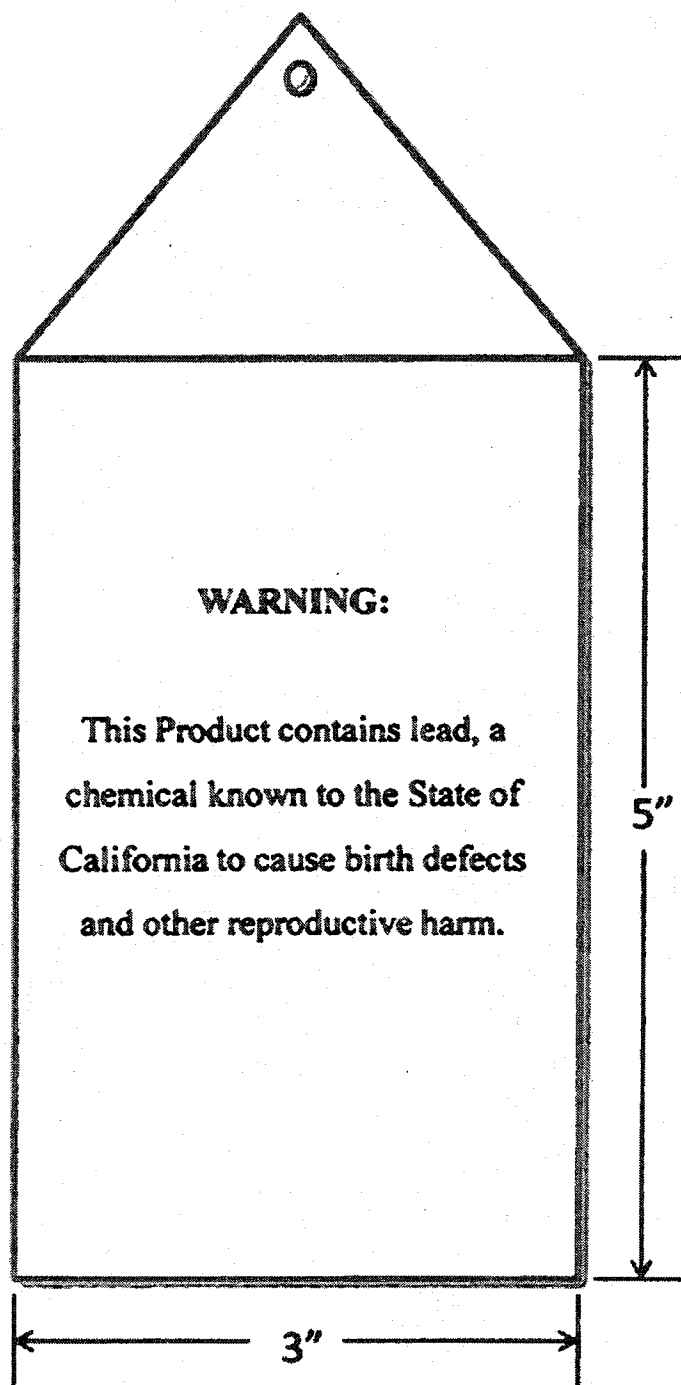 WARNING:
This Product contains lead, a
chemical known to the State of
California to cause birth defects
and other reproductive harm.
5"
3"